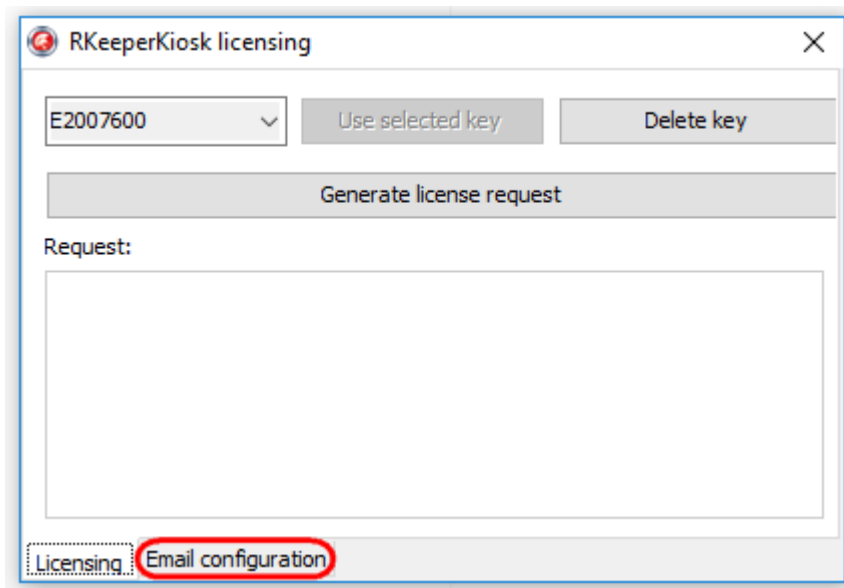 RKeeperKiosk licensing
E2007600
Use selected key
Delete key
Generate license request
Request:
Licensing
Email configuration